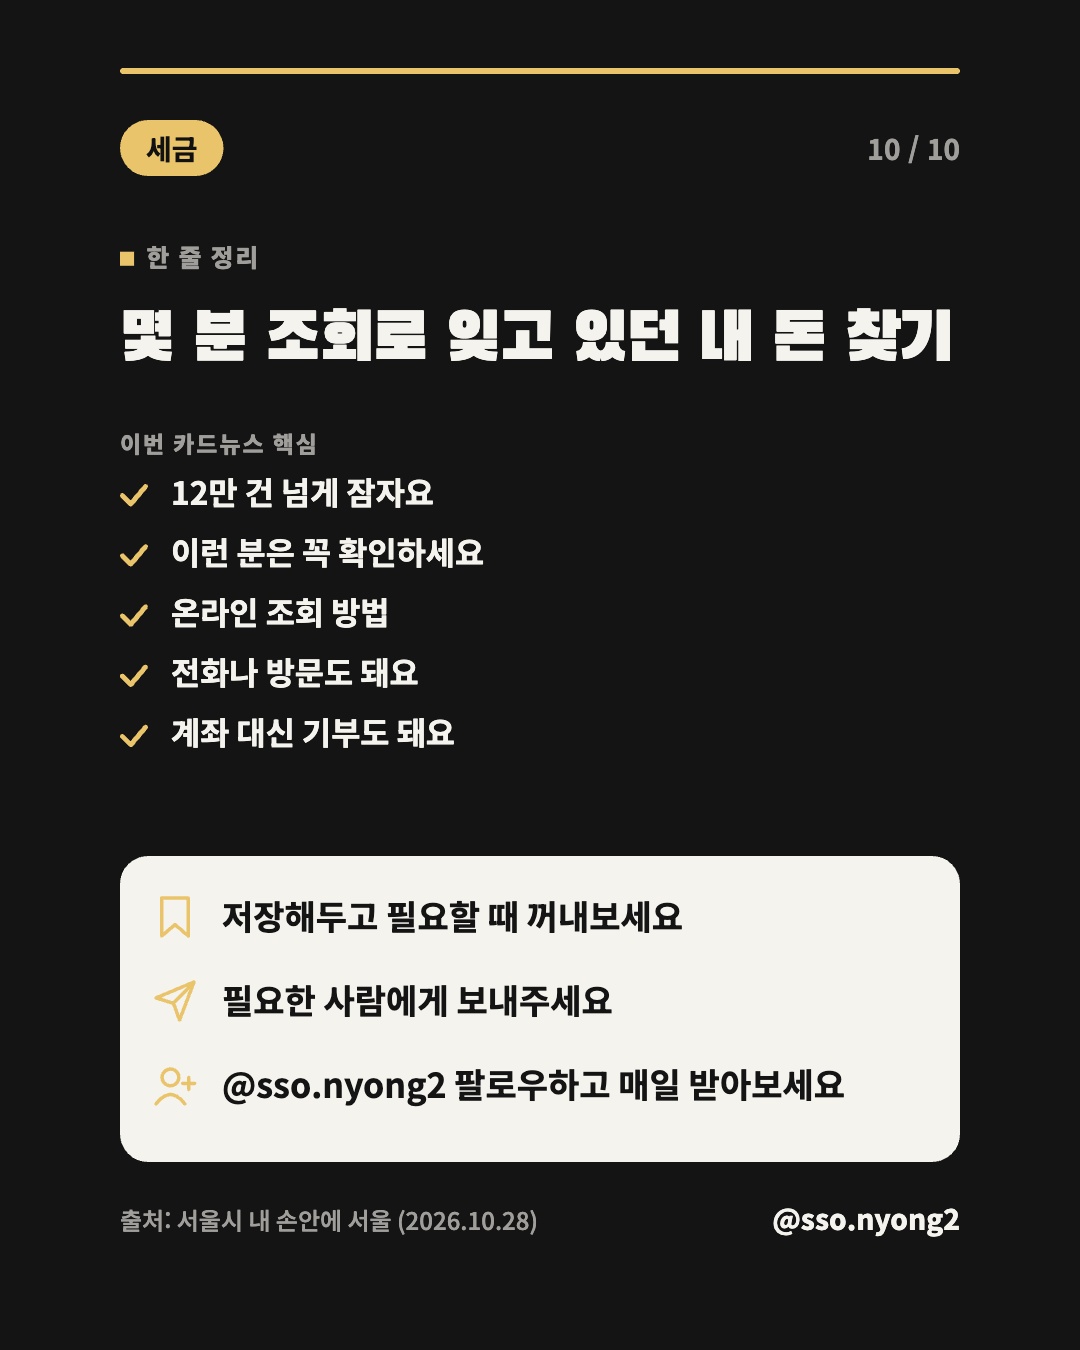 세금
10 / 10
한 줄 정리
몇 분 조회로 잊고 있던 내 돈 찾기
이번 카드뉴스 핵심
12만 건 넘게 잠자요
이런 분은 꼭 확인하세요
온라인 조회 방법
전화나 방문도 돼요
계좌 대신 기부도 돼요
저장해두고 필요할 때 꺼내보세요
필요한 사람에게 보내주세요
@sso.nyong2 팔로우하고 매일 받아보세요
출처: 서울시 내 손안에 서울 (2026.10.28)
@sso.nyong2